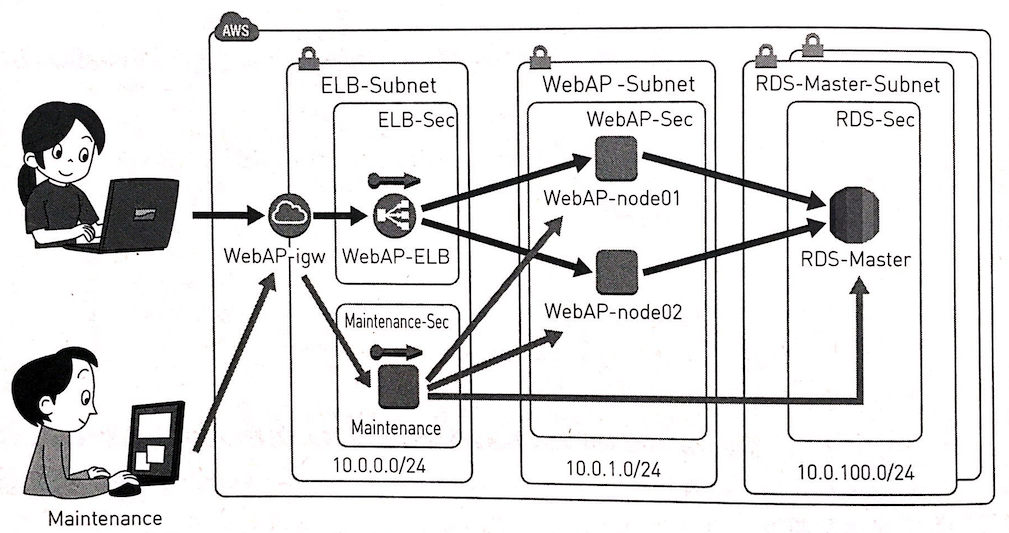 AWS
ELB-Subnet
WebAP -Subnet
RDS-Master-Subnet
ELB-Sec
WebAP-Sec
RDS-Sec
WebAP-node01
WebAP-igw
WebAP-ELB
RDS-Master
Maintenance-Sec
WebAP-node02
Maintenance
10.0.0.0/24
10.0.1.0/24
10.0.100.0/24
Maintenance